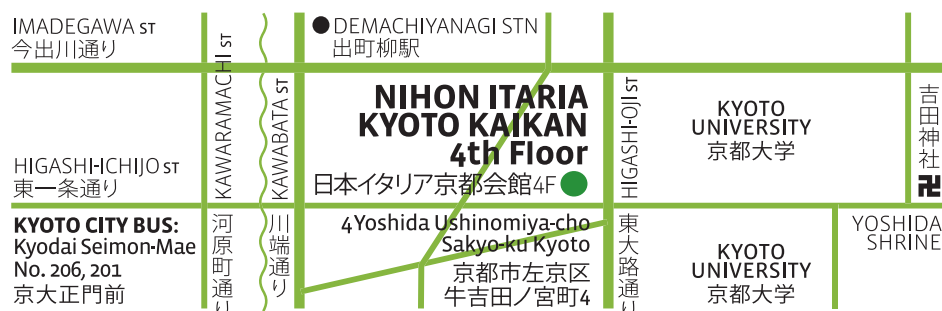 IMADEGAWA ST
今出川通り
KAWARAMACHI ST
KAWABATA ST
DEMACHIYANAGI STN
出町柳駅
NIHON ITARIA
KYOTO KAIKAN
4th Floor
日本イタリア京都会館4F
HIGASHI-OJI ST
KYOTO
UNIVERSITY
京都大学
吉田神社
卍
HIGASHI-ICHIJO ST
東一条通り
KYOTO CITY BUS:
Kyodai Seimon-Mae
No. 206, 201
京大正門前
河原町通り
川端通り
4 Yoshida Ushinomiya-cho
Sakyo-ku Kyoto
京都市左京区
牛吉田ノ宮町4
東大路通り
KYOTO
UNIVERSITY
京都大学
YOSHIDA
SHRINE